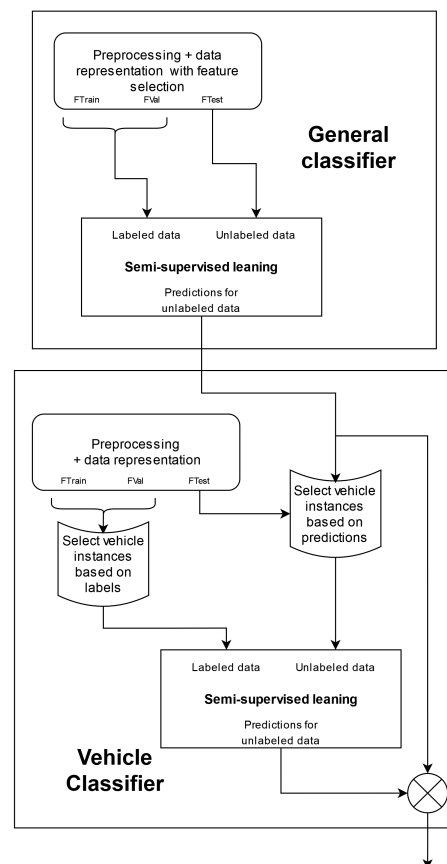 Preprocessing + data
representation with feature
selection
FTrain FVal FTest
General
classifier
Labeled data Unlabeled data
Semi-supervised leaning
Predictions for
unlabeled data
Preprocessing
+ data representation
FTrain FVal FTest
Select vehicle
instances
based on
predictions
Select vehicle
instances
based on
labels
Labeled data Unlabeled data
Semi-supervised leaning
Predictions for
unlabeled data
Vehicle
Classifier